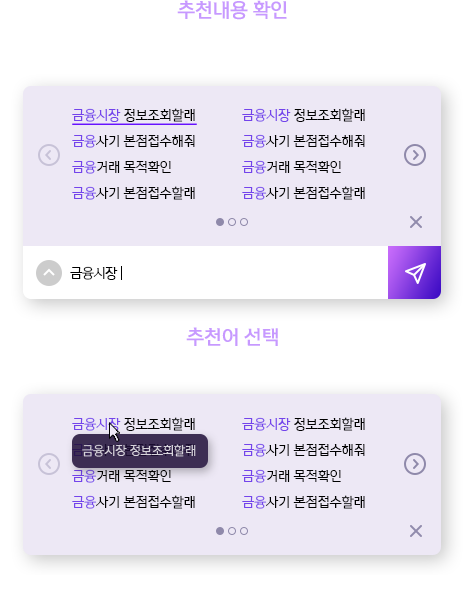 추천내용 확인
금융시장 정보조회할래
금융시장 정보조회할래
금융사기 본점접수해줘
금융사기 본점접수해줘
금융거래 목적확인
금융거래 목적확인
금융사기 본점접수할래
금융사기 본점접수할래
금융시장
추천어 선택
금융시장 정보조회할래
금융시장 정보조회할래
금융시장 정보조회할래
금융사기 본점접수해줘
금융거래 목적확인
금융거래 목적확인
금융사기 본점접수할래
금융사기 본점접수할래